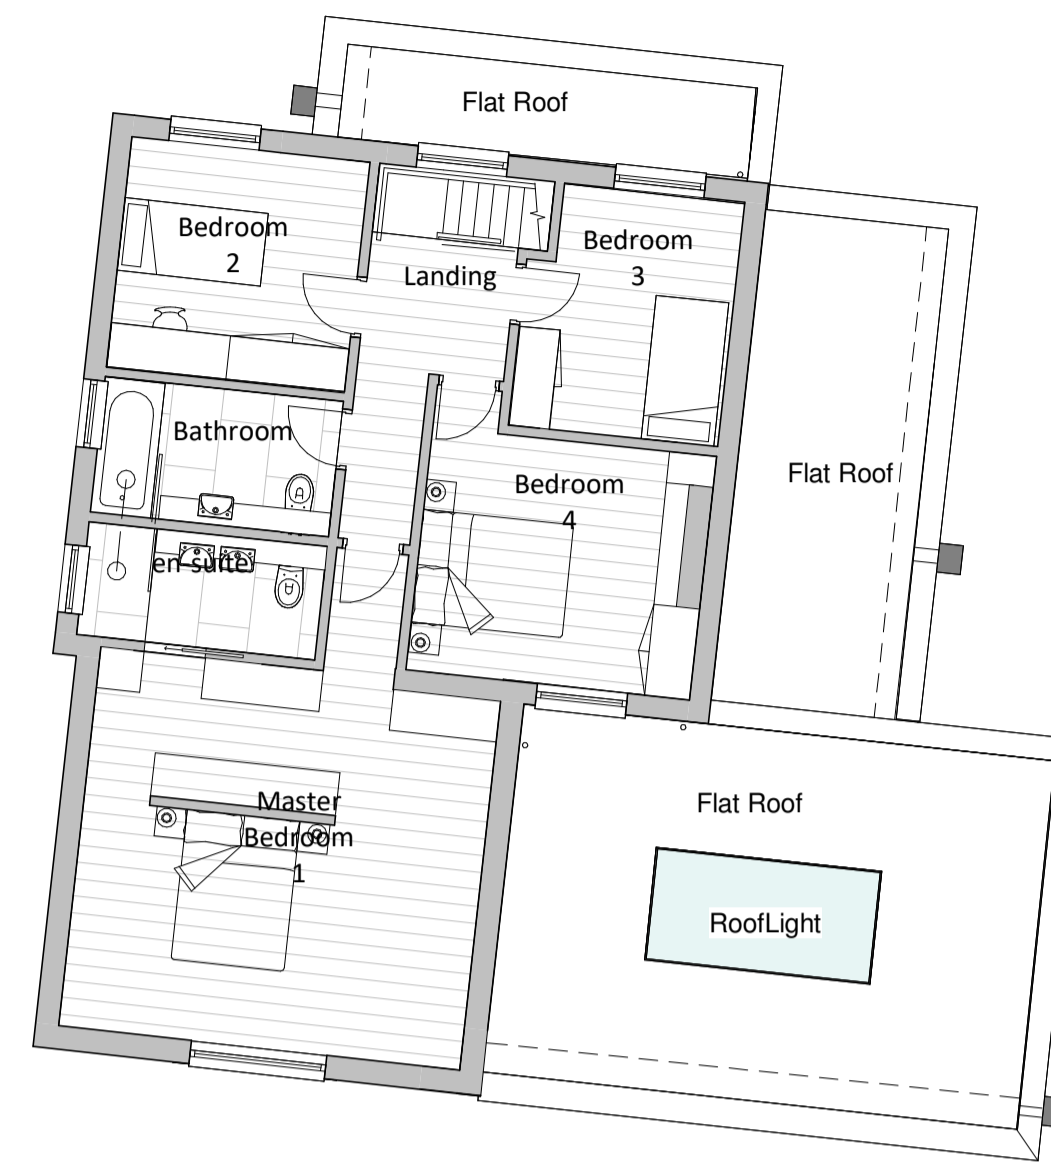 Flat Roof
Bedroom
2
Landing
Bedroom
3
Bathroom
Bedroom
4
Flat Roof
en-suite
Master
Bedroom
1
Flat Roof
RoofLight